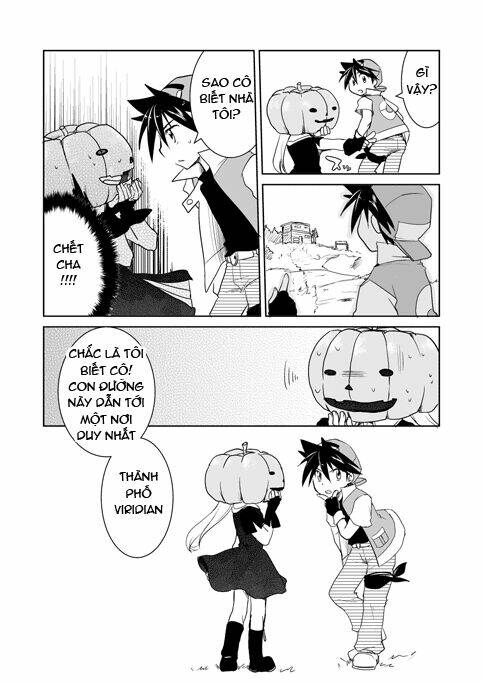 GÌ
VẬY?
SAO CÔ
BIẾT NHÀ
TÔI?
CHẾT
CHA
!!!!
CHẮC LÀ TÔI
BIẾT CÔ!
CON ĐƯỜNG
NÀY DẪN TỚI
MỘT NƠI
DUY NHẤT
THÀNH
PHỐ
VIRIDIAN